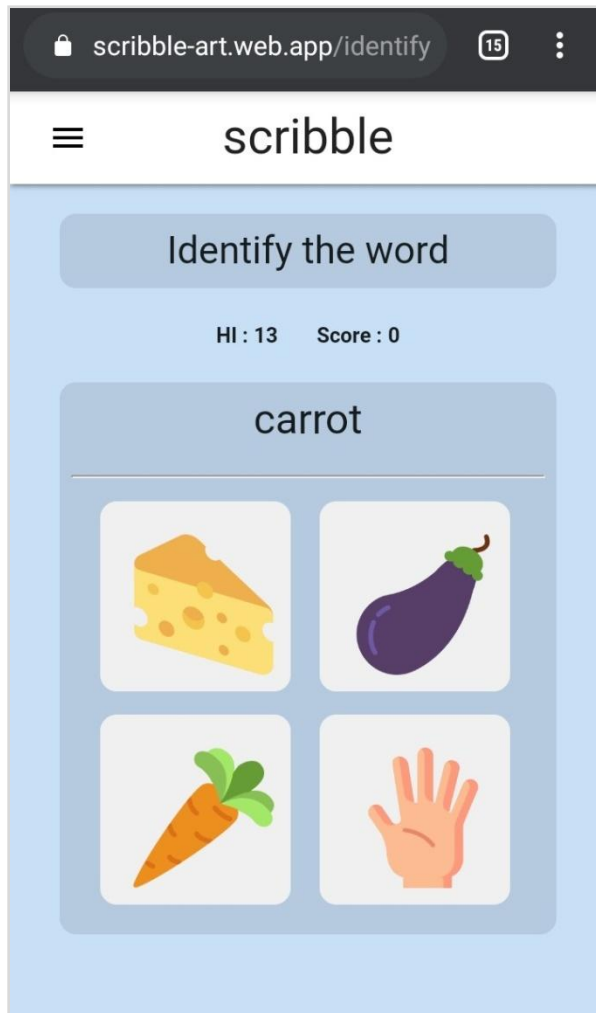 scribble-art.web.app/identify 15
scribble
Identify the word
HI : 13 Score : 0
carrot